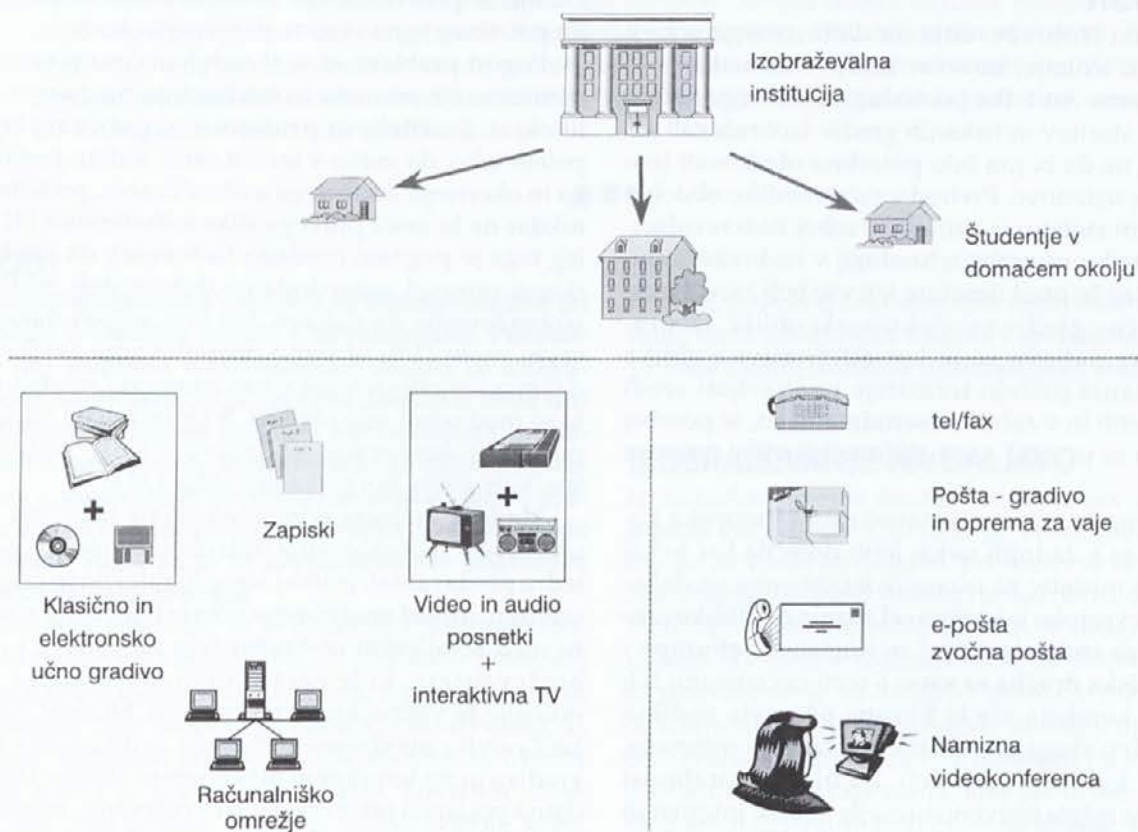 Izobraževalna
institucija
Študentje v
domačem okolju
Zapiski
Klasično in
elektronsko
učno gradivo
Video in audio
posnetki
+
interaktivna TV
Računalniško
omrežje
tel/fax
Pošta - gradivo
in oprema za vaje
e-pošta
zvočna pošta
Namizna
videokonferenca